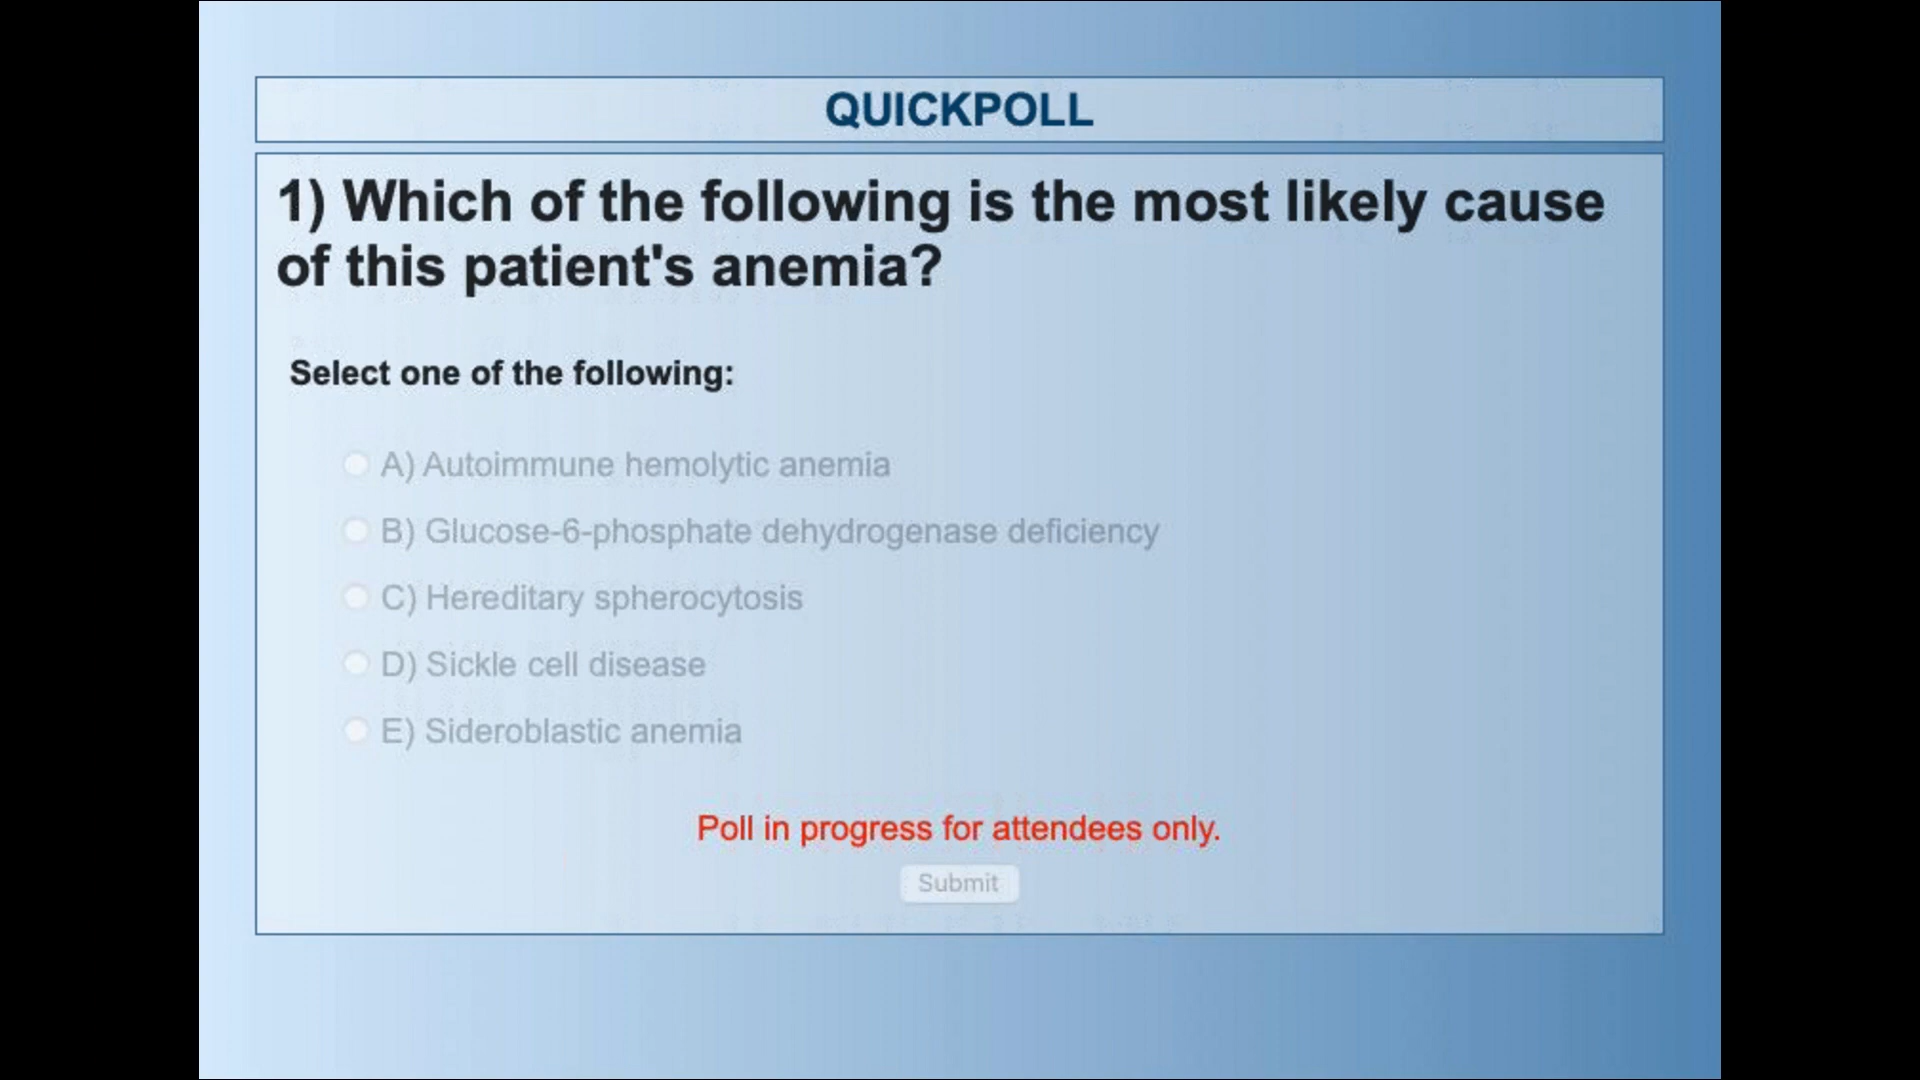 QUICKPOLL
1) Which of the following is the most likely cause
of this patient's anemia?
Select one of the following:
A) Autoimmune hemolytic anemia
B) Glucose-6-phosphate dehydrogenase deficiency
C) Hereditary spherocytosis
D) Sickle cell disease
E) Sideroblastic anemia
Poll in progress for attendees only.
Submit